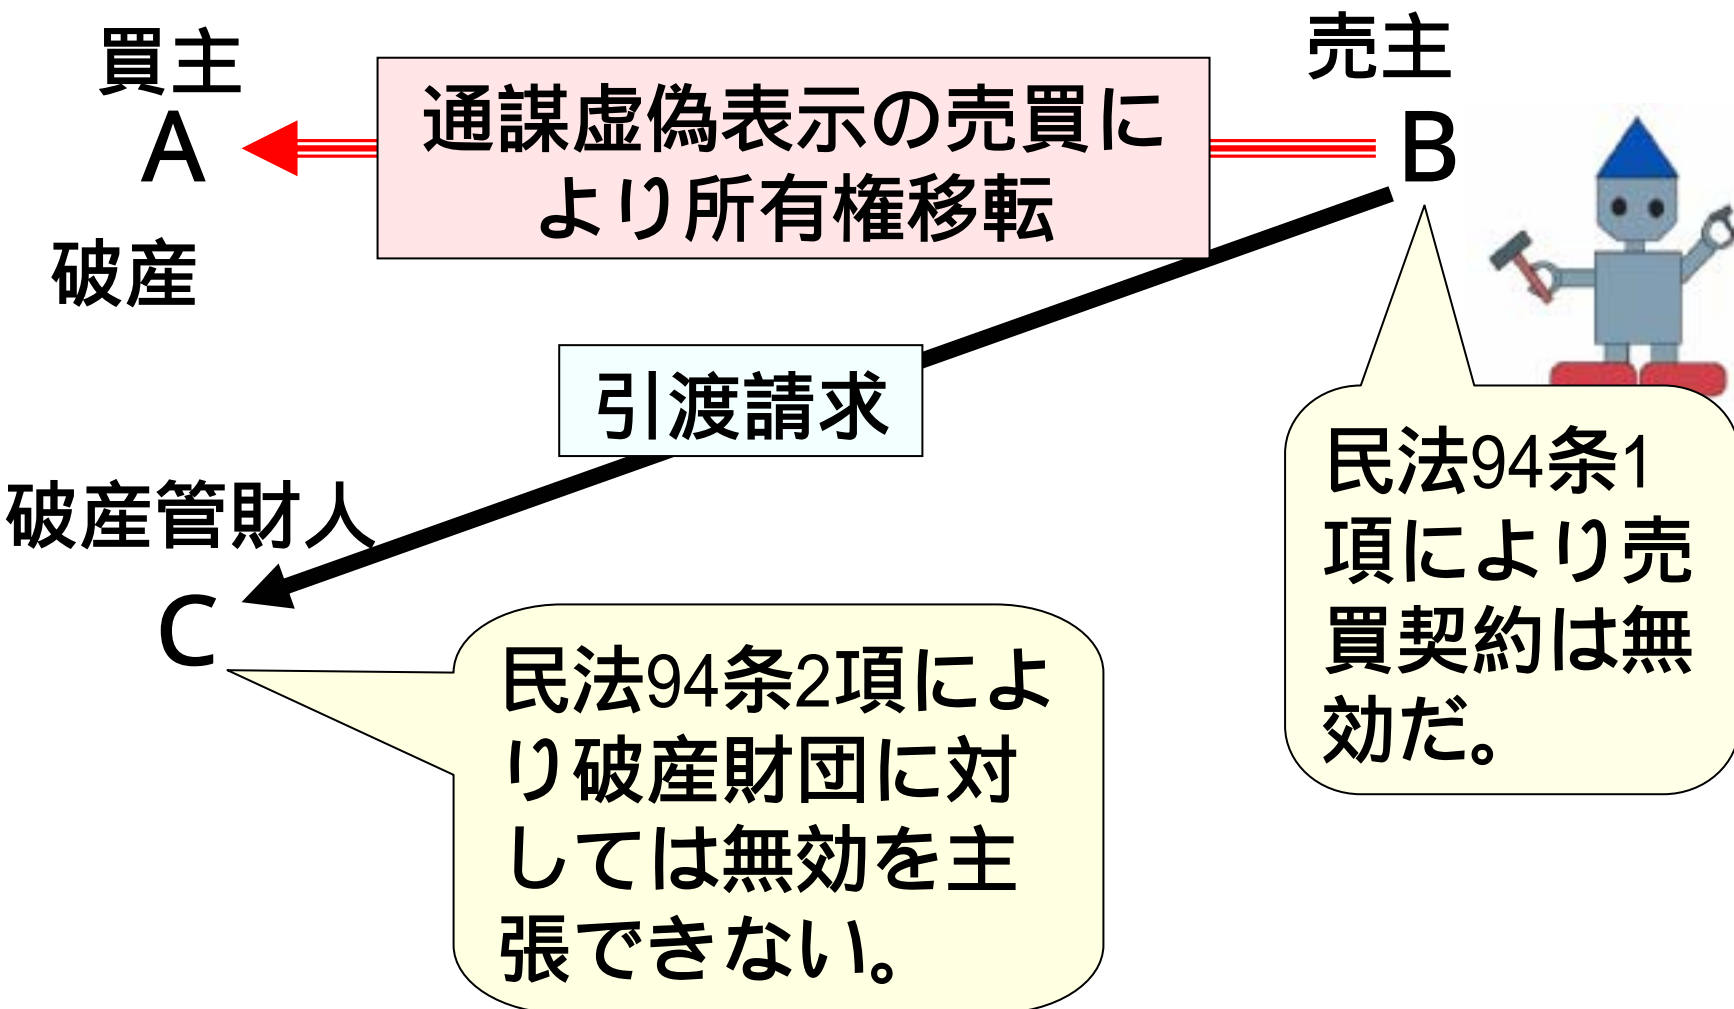 買主
売主
A
通謀虚偽表示の売買に
より所有権移転
B
破産
引渡請求
破産管財人
C
民法94条1
項により売
買契約は無
効だ。
民法94条2項によ
り破産財団に対
しては無効を主
張できない。